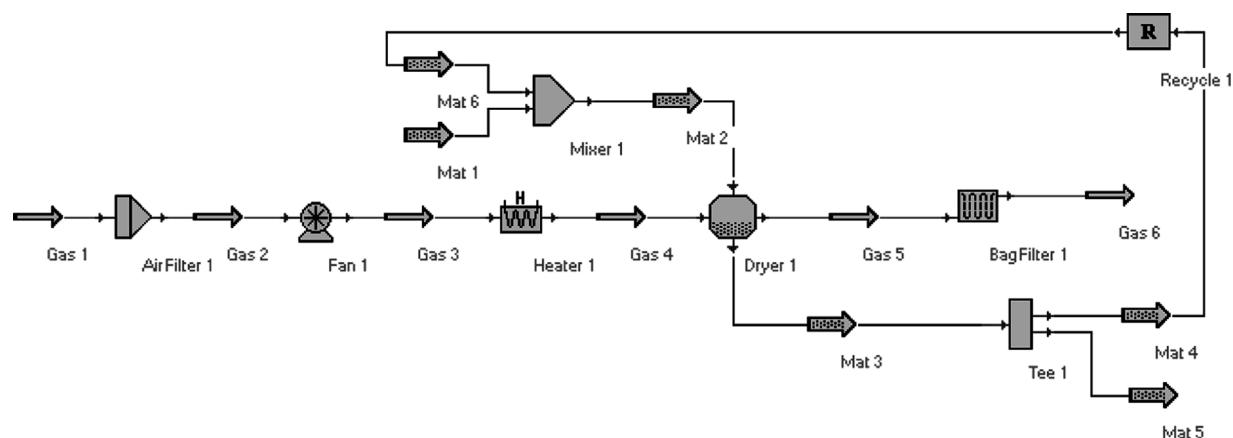 R
Recycle 1
Mat 6
Mixer 1
Mat 2
Mat 1
H
Gas 1
AirFilter 1
Gas 2
Fan 1
Gas 3
Heater 1
Gas 4
Dryer 1
Gas 5
BagFilter 1
Gas 6
Mat 3
Tee 1
Mat 4
Mat 5